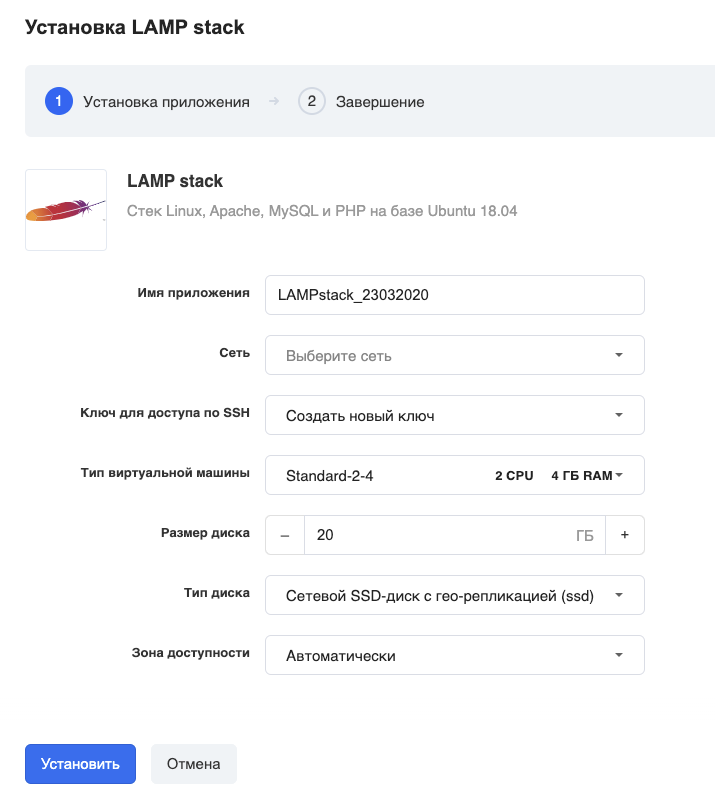 Установка LAMP stack
1 Установка приложения → 2 Завершение
LAMP stack
Стек Linux, Apache, MySQL и PHP на базе Ubuntu 18.04
Имя приложения LAMPstack_23032020
Сеть Выберите сеть
Ключ для доступа по SSH Создать новый ключ
Тип виртуальной машины Standard-2-4 2 CPU 4 ГБ RAM
Размер диска – 20 ГБ +
Тип диска Сетевой SSD-диск с гео-репликацией (ssd)
Зона доступности Автоматически
Установить Отмена